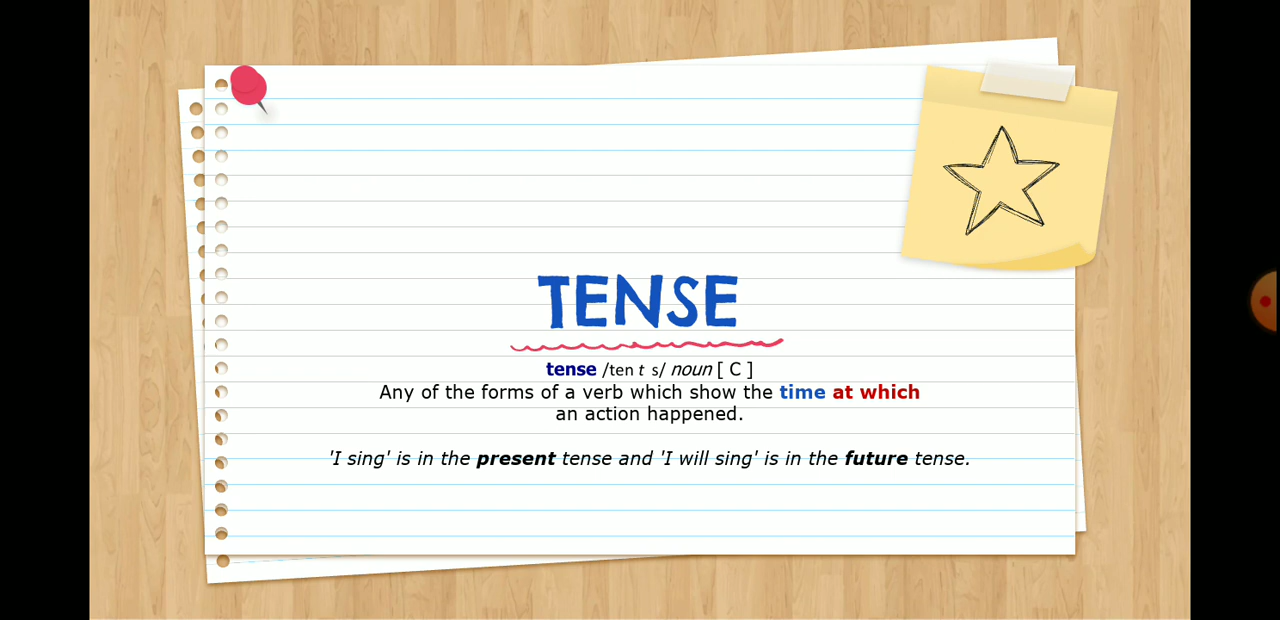 TENSE
tense /ten t s/ noun [ C ]
Any of the forms of a verb which show the time at which
an action happened.
'I sing' is in the present tense and 'I will sing' is in the future tense.